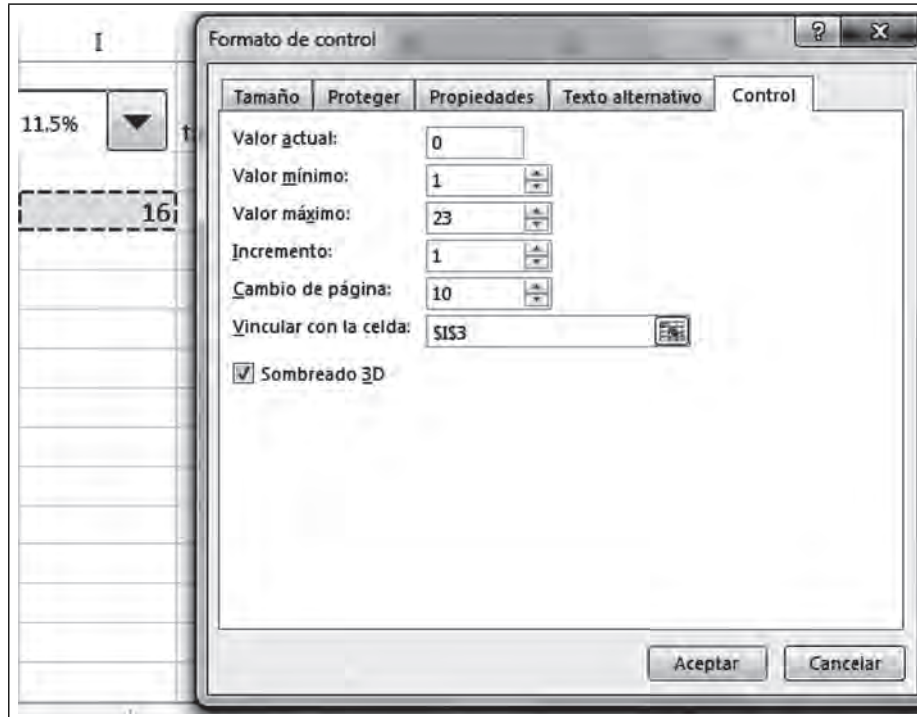 I
Formato de control
Tamaño Proteger Propiedades Texto alternativo Control
11.5%
Valor actual: 0
Valor mínimo: 1
16
Valor máximo: 23
Incremento: 1
Cambio de página: 10
Vincular con la celda: $I$3
Sombreado 3D
Aceptar Cancelar